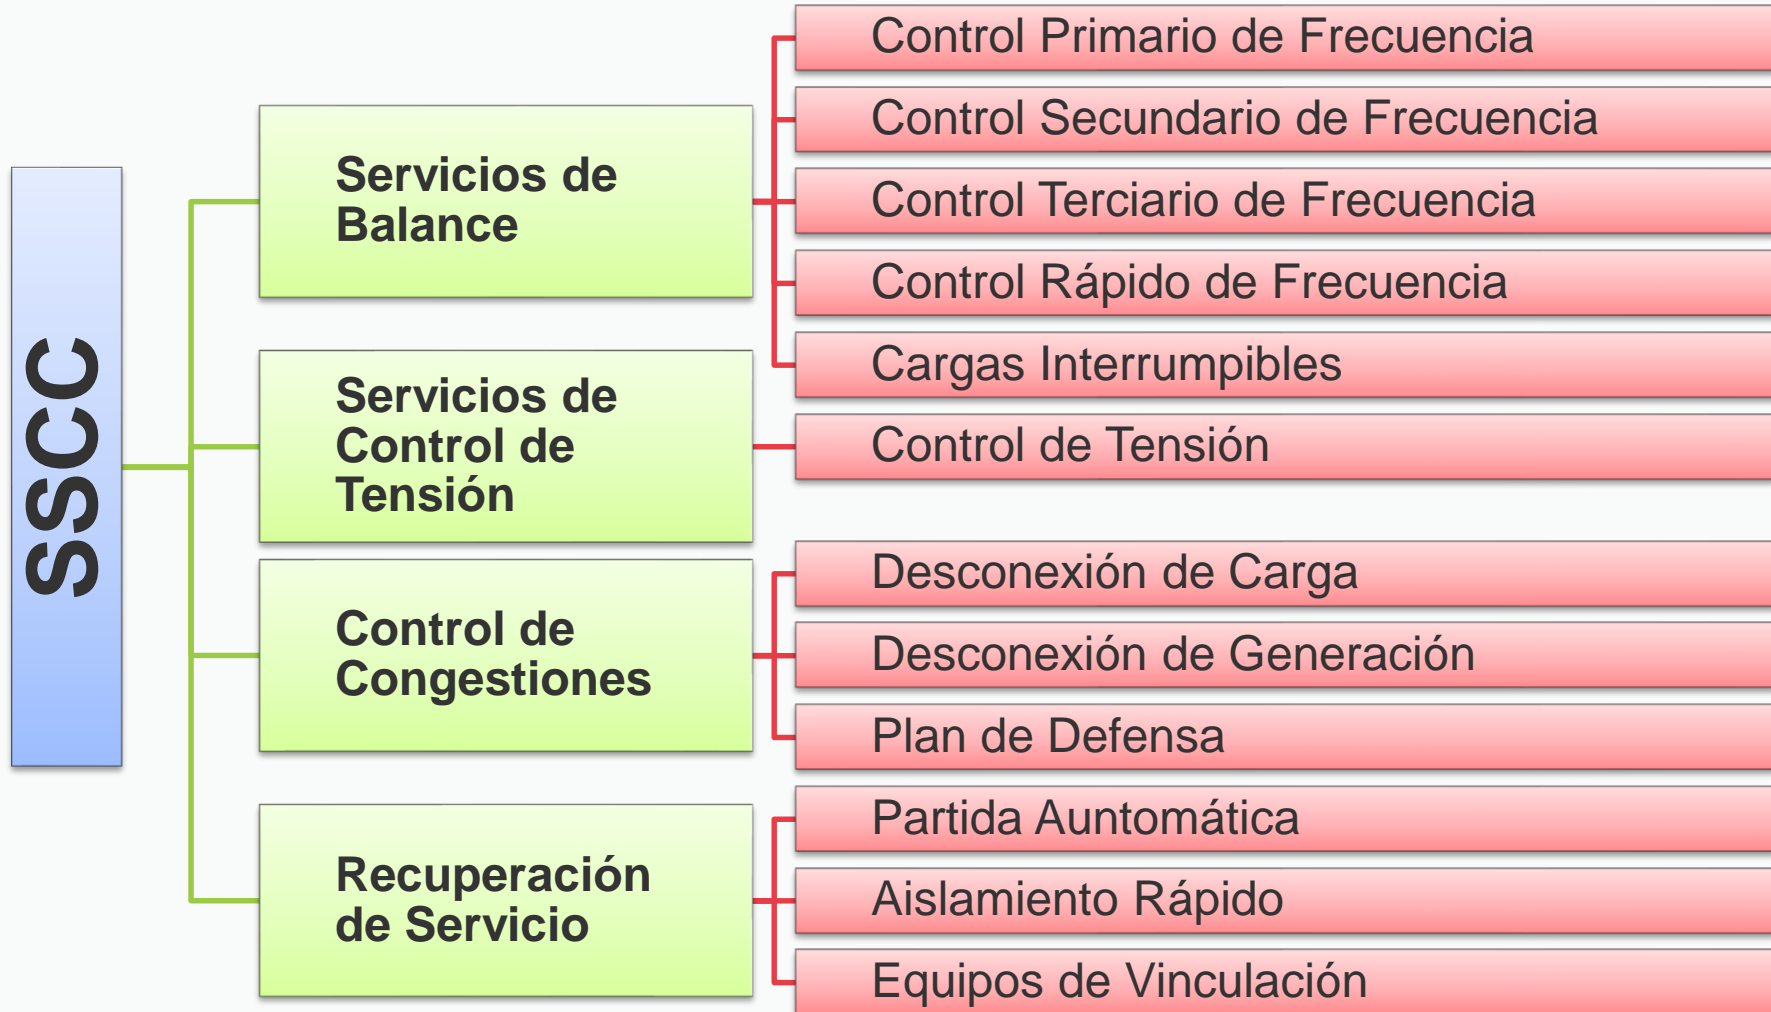 SSCC
Servicios de
Balance
Control Primario de Frecuencia
Control Secundario de Frecuencia
Control Terciario de Frecuencia
Control Rápido de Frecuencia
Cargas Interrumpibles
Servicios de
Control de
Tensión
Control de Tensión
Control de
Congestiones
Desconexión de Carga
Desconexión de Generación
Plan de Defensa
Recuperación
de Servicio
Partida Auntomática
Aislamiento Rápido
Equipos de Vinculación